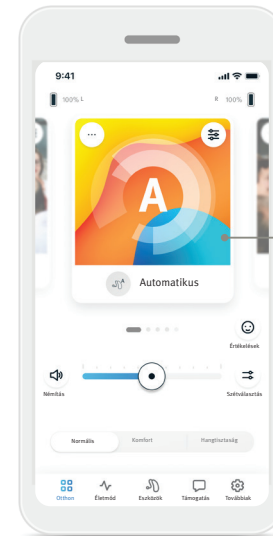 9:41
100% L
R 100%
A
Automatikus
Értékelések
Némítás
Szétválasztás
Normális Komfort Hangtisztaság
Otthon Életmód Eszközök Támogatás Továbbiak